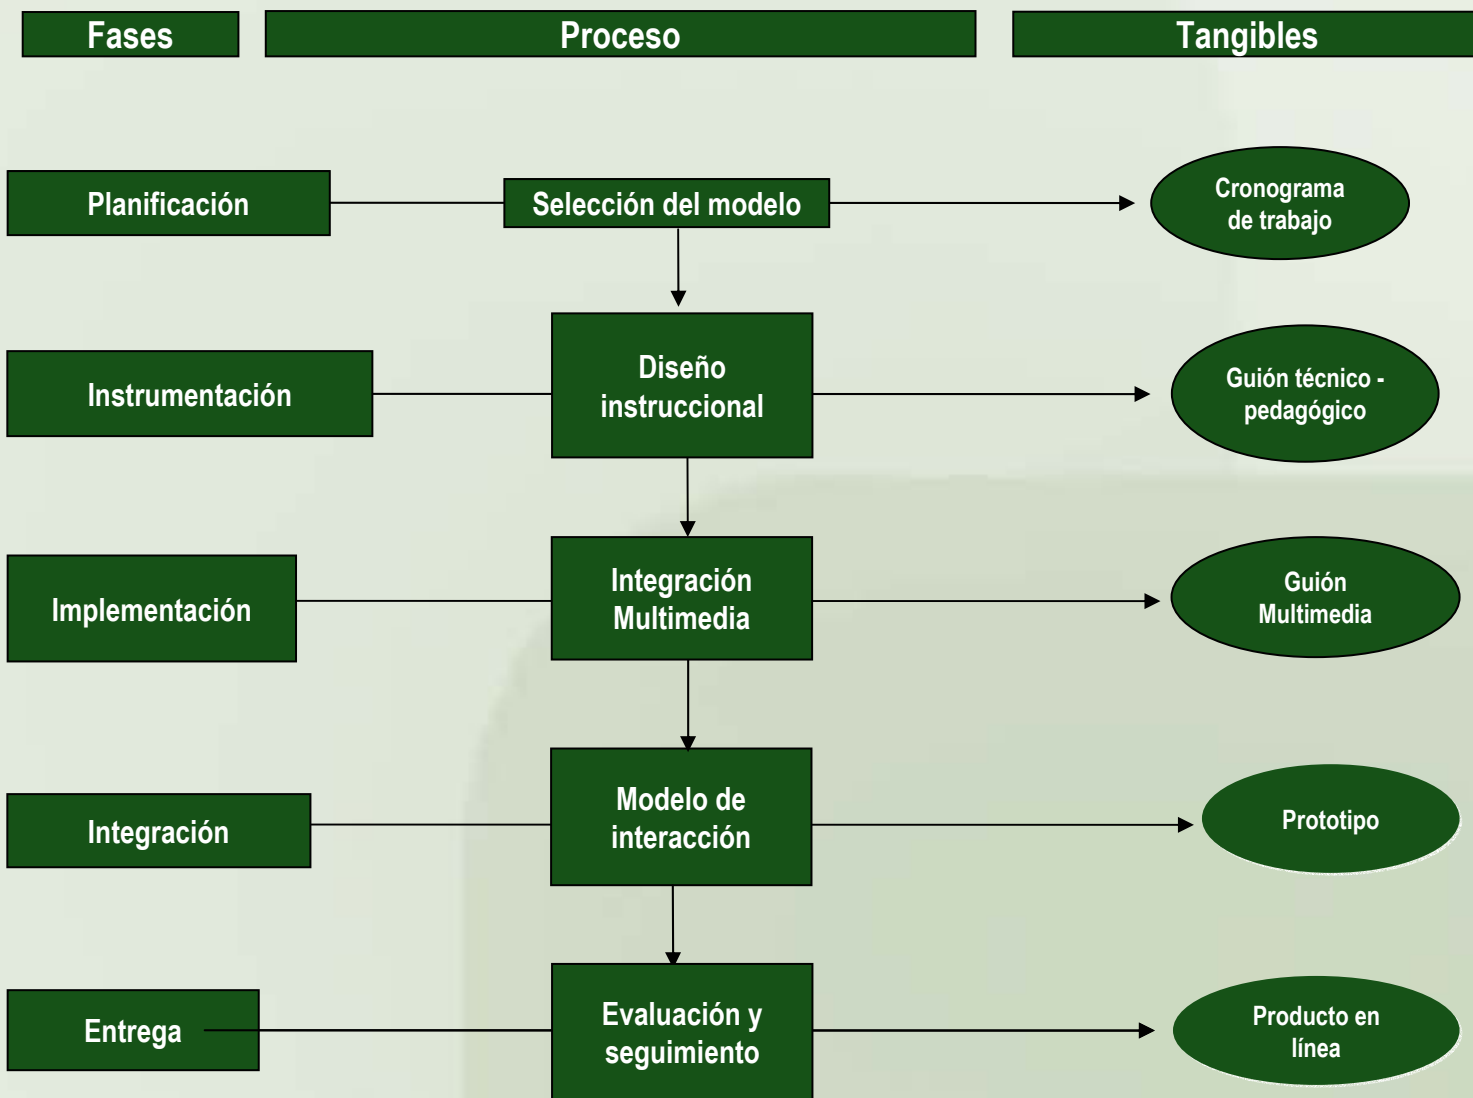 Fases
Proceso
Tangibles
Planificación
Selección del modelo
Cronograma
de trabajo
Instrumentación
Diseño
instruccional
Guión técnico -
pedagógico
Implementación
Integración
Multimedia
Guión
Multimedia
Integración
Modelo de
interacción
Prototipo
Entrega
Evaluación y
seguimiento
Producto en
línea